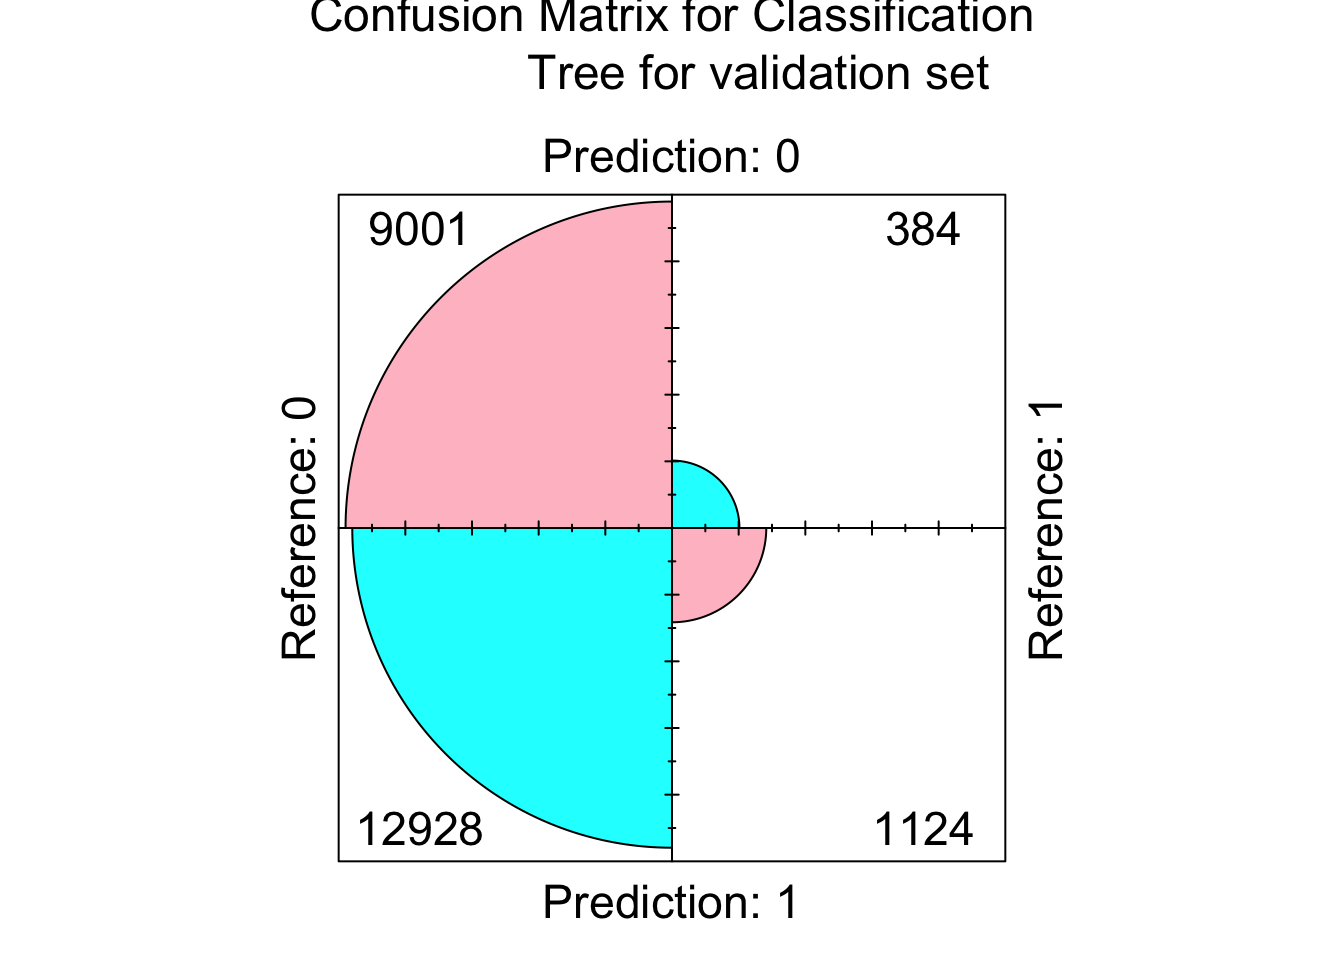 Confusion Matrix for Classification
Tree for validation set
Prediction: 0
9001
384
Reference: 0
Reference: 1
12928
1124
Prediction: 1